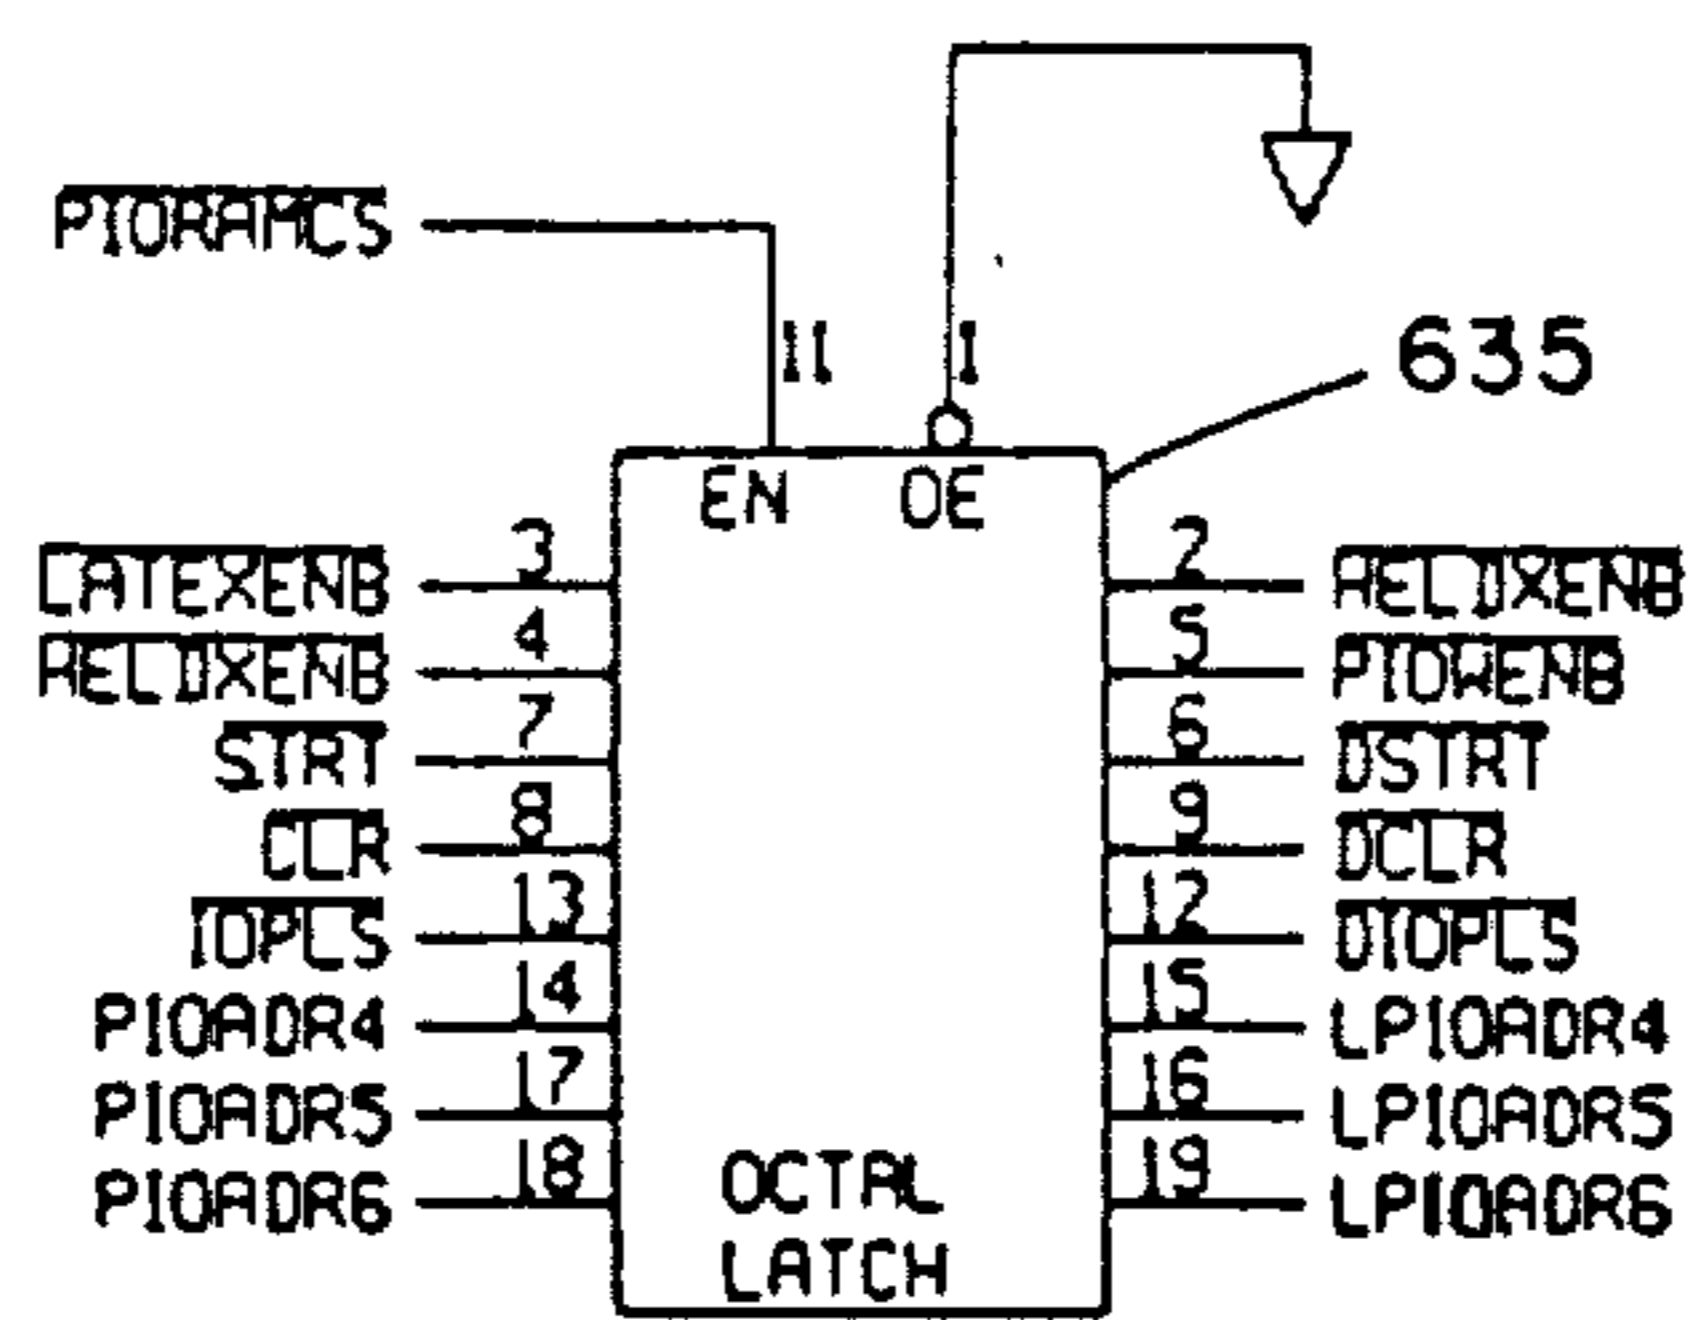 PIORAMCS
11 1
635
EN OE
LATEXENB 3 2 RELDXENB
RELDXENB 4 5 PIOWENB
STRT 7 6 DSTRT
CLR 8 9 DCLR
IOPLS 13 12 DIOPLS
PIOADR4 14 15 LPIOADR4
PIOADR5 17 16 LPIOADR5
PIOADR6 18 19 LPIOADR6
OCTAL
LATCH